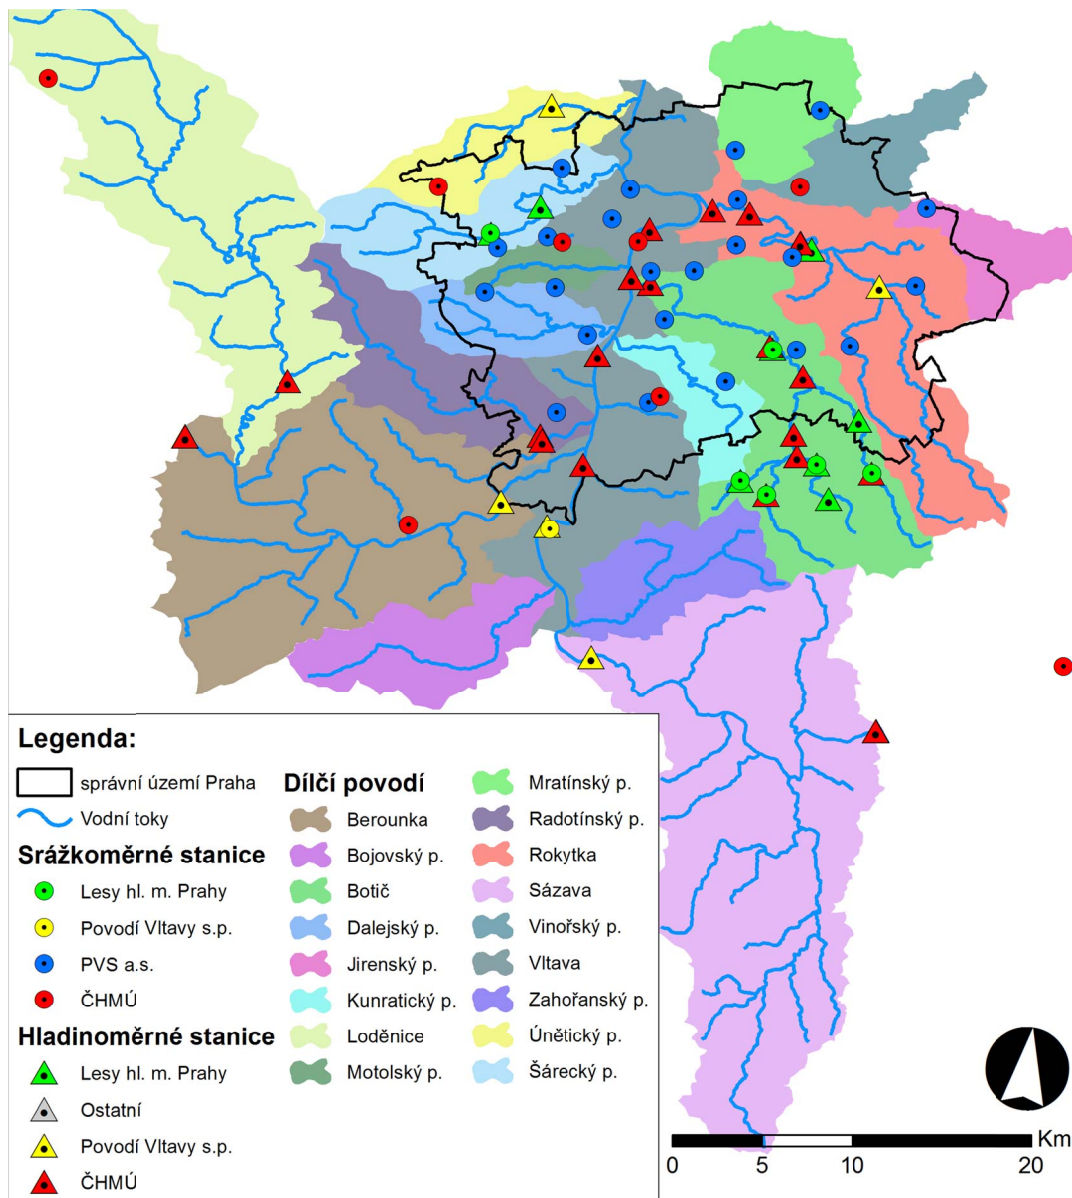 Legenda:
správní území Praha
Vodní toky
Srážkoměrné stanice
Lesy hl. m. Prahy
Povodí Vltavy s.p.
PVS a.s.
ČHMÚ
Hladinoměrné stanice
Lesy hl. m. Prahy
Ostatní
Povodí Vltavy s.p.
ČHMÚ
Dílčí povodí
Berounka
Bojovský p.
Botič
Dalejský p.
Jirenský p.
Kunratický p.
Loděnice
Motolský p.
Mratínský p.
Radotínský p.
Rokytka
Sázava
Vinořský p.
Vltava
Zahořanský p.
Únětický p.
Šárecký p.
Km
0 5 10 20